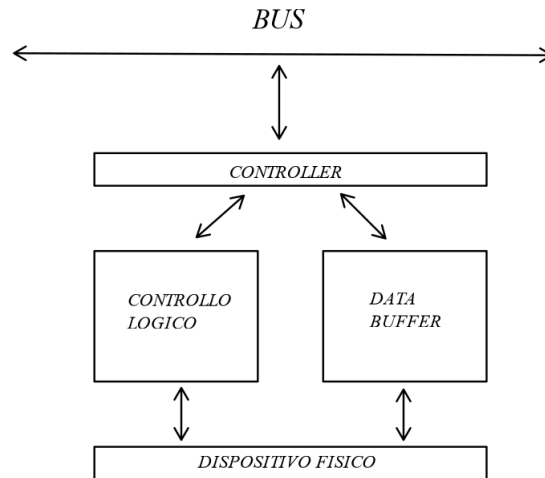 BUS
CONTROLLER
CONTROLLO
LOGICO
DATA
BUFFER
DISPOSITIVO FISICO